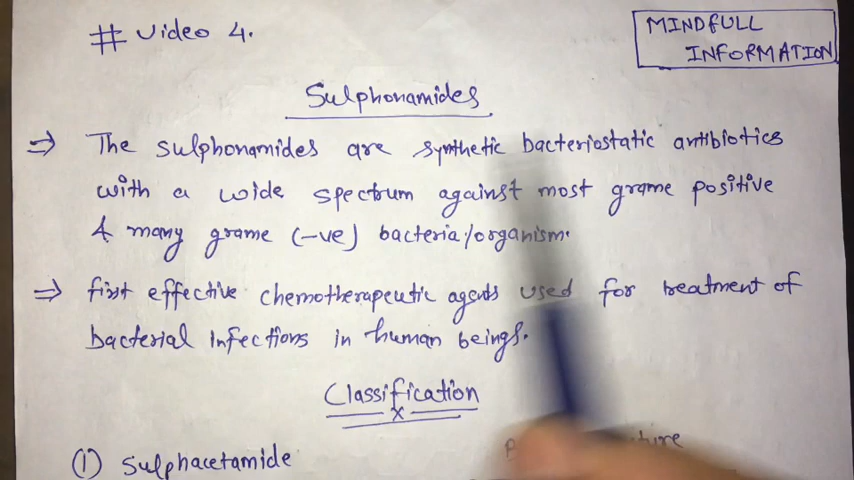 # Video 4.
MINDFULL
INFORMATION
Sulphonamides
⇒ The sulphonamides are synthetic bacteriostatic antibiotics
with a wide spectrum against most grame positive
& many grame (-ve) bacteria/organism.
⇒ first effective chemotherapeutic agents used for treatment of
bacterial infections in human beings.
Classification
x
① Sulphacetamide